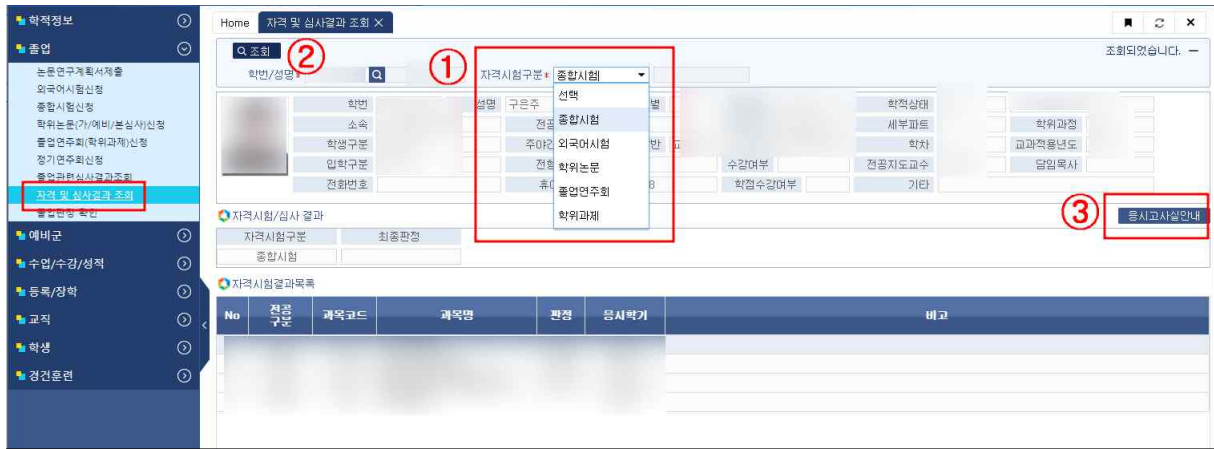 학적정보
졸업
논문연구계획서제출
외국어시험신청
종합시험신청
학위논문(가/예비/본심사)신청
졸업연주회(학위과제)신청
정기연주회신청
졸업관련심사결과조회
자격 및 심사결과 조회
졸업판정 확인
예비군
수업/수강/성적
등록/장학
교직
학생
경건훈련
Home 자격 및 심사결과 조회 ×
조회 ② 조회되었습니다.
학번/성명* ① 자격시험구분* 종합시험
선택
종합시험
외국어시험
학위논문
졸업연주회
학위과제
학번 성명 구은주 별 학적상태
소속 전공 세부파트 학위과정
학생구분 주야간 반 학차 교과적용년도
입학구분 전형 수강여부 전공지도교수 담임목사
전화번호 휴 8 학점수강여부 기타
자격시험/심사 결과 ③ 응시고사실안내
자격시험구분 최종판정
종합시험
자격시험결과목록
No 전공구분 과목코드 과목명 판정 응시학기 비고